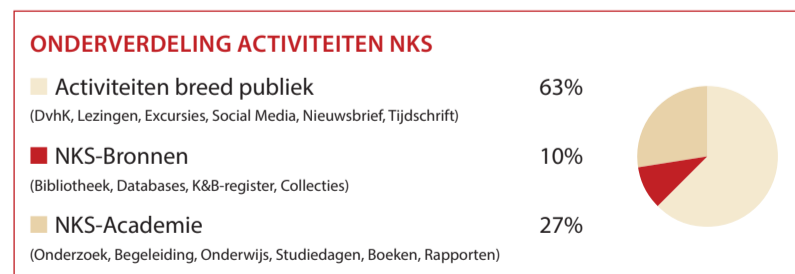 ONDERVERDELING ACTIVITEITEN NKS
Activiteiten breed publiek 63%
(DvhK, Lezingen, Excursies, Social Media, Nieuwsbrief, Tijdschrift)
NKS-Bronnen 10%
(Bibliotheek, Databases, K&B-register, Collecties)
NKS-Academie 27%
(Onderzoek, Begeleiding, Onderwijs, Studiedagen, Boeken, Rapporten)